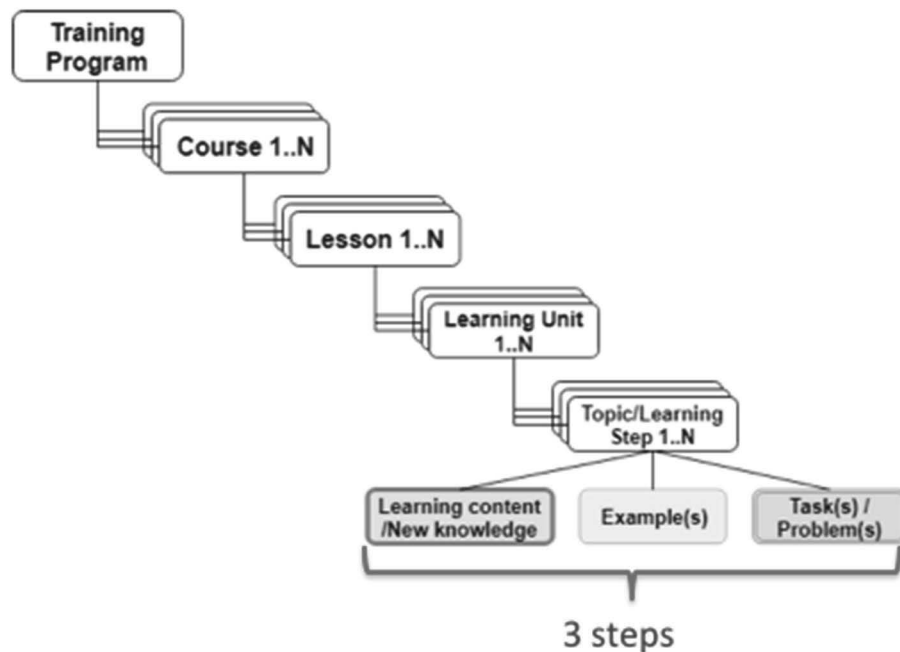 Training
Program
Course 1..N
Lesson 1..N
Learning Unit
1..N
Topic/Learning
Step 1..N
Learning content
/New knowledge
Example(s)
Task(s) /
Problem(s)
3 steps